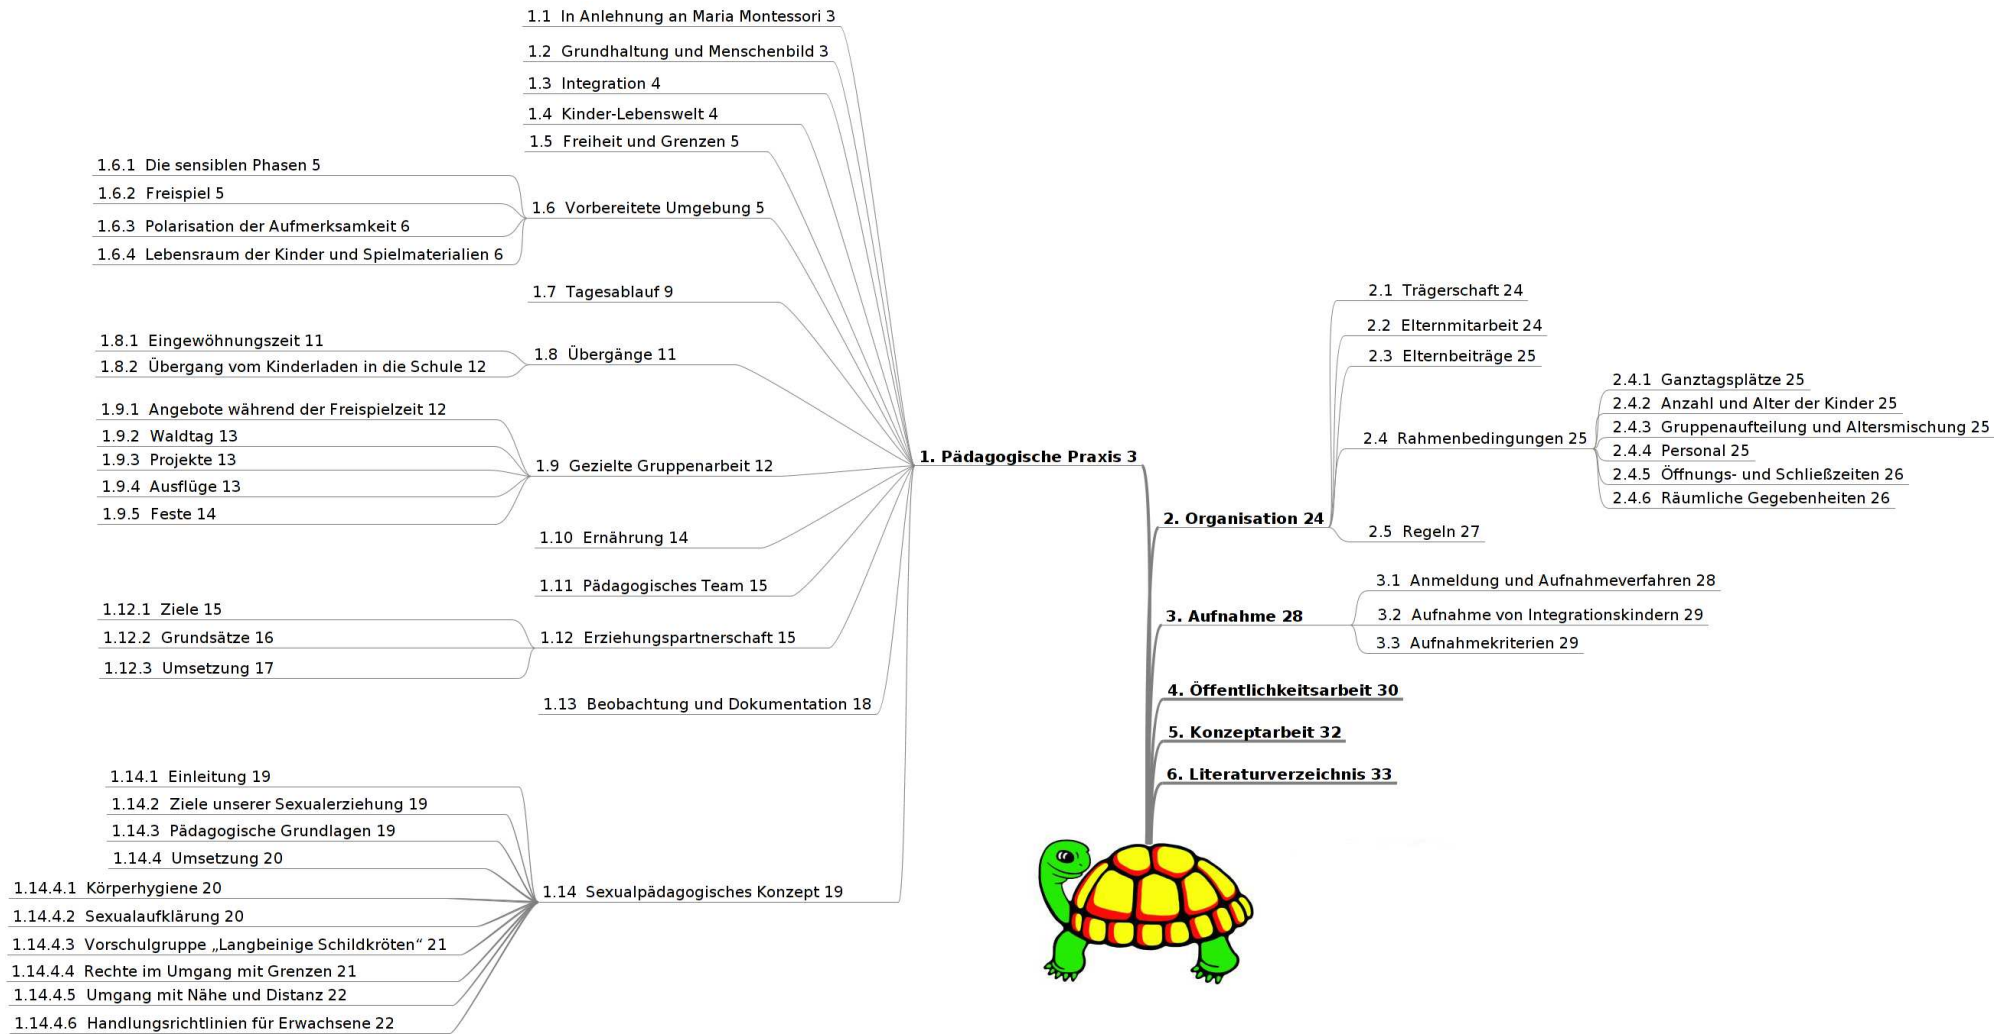 1.1 In Anlehnung an Maria Montessori 3
1.2 Grundhaltung und Menschenbild 3
1.3 Integration 4
1.4 Kinder-Lebenswelt 4
1.5 Freiheit und Grenzen 5
1.6.1 Die sensiblen Phasen 5
1.6.2 Freispiel 5
1.6.3 Polarisation der Aufmerksamkeit 6
1.6.4 Lebensraum der Kinder und Spielmaterialien 6
1.6 Vorbereitete Umgebung 5
1.7 Tagesablauf 9
1.8.1 Eingewöhnungszeit 11
1.8.2 Übergang vom Kinderladen in die Schule 12
1.8 Übergänge 11
1.9.1 Angebote während der Freispielzeit 12
1.9.2 Waldtag 13
1.9.3 Projekte 13
1.9.4 Ausflüge 13
1.9.5 Feste 14
1.9 Gezielte Gruppenarbeit 12
1.10 Ernährung 14
1.11 Pädagogisches Team 15
1.12.1 Ziele 15
1.12.2 Grundsätze 16
1.12.3 Umsetzung 17
1.12 Erziehungspartnerschaft 15
1.13 Beobachtung und Dokumentation 18
1.14.1 Einleitung 19
1.14.2 Ziele unserer Sexualerziehung 19
1.14.3 Pädagogische Grundlagen 19
1.14.4 Umsetzung 20
1.14.4.1 Körperhygiene 20
1.14.4.2 Sexualaufklärung 20
1.14.4.3 Vorschulgruppe „Langbeinige Schildkröten“ 21
1.14.4.4 Rechte im Umgang mit Grenzen 21
1.14.4.5 Umgang mit Nähe und Distanz 22
1.14.4.6 Handlungsrichtlinien für Erwachsene 22
1.14 Sexualpädagogisches Konzept 19
1. Pädagogische Praxis 3
2. Organisation 24
2.1 Trägerschaft 24
2.2 Elternmitarbeit 24
2.3 Elternbeiträge 25
2.4 Rahmenbedingungen 25
2.4.1 Ganztagsplätze 25
2.4.2 Anzahl und Alter der Kinder 25
2.4.3 Gruppenaufteilung und Altersmischung 25
2.4.4 Personal 25
2.4.5 Öffnungs- und Schließzeiten 26
2.4.6 Räumliche Gegebenheiten 26
2.5 Regeln 27
3. Aufnahme 28
3.1 Anmeldung und Aufnahmeverfahren 28
3.2 Aufnahme von Integrationskindern 29
3.3 Aufnahmekriterien 29
4. Öffentlichkeitsarbeit 30
5. Konzeptarbeit 32
6. Literaturverzeichnis 33